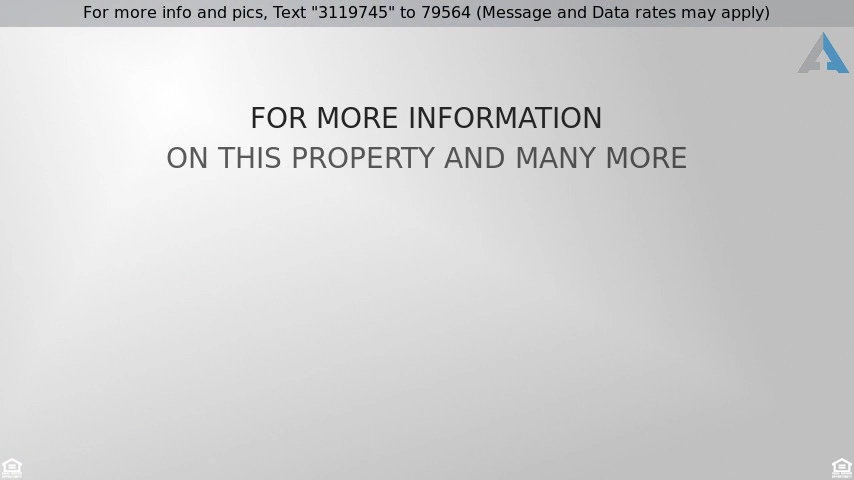 For more info and pics, Text "3119745" to 79564 (Message and Data rates may apply)
FOR MORE INFORMATION
ON THIS PROPERTY AND MANY MORE